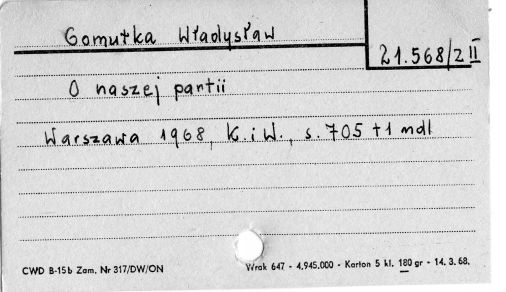 Gomułka Władysław
21.568/Z II
O naszej partii
Warszawa 1968, K.iW., s. 705 +1 mdl
CWD B-15b Zam. Nr 317/DW/ON
Wrak 647 - 4.945.000 - Karton 5 kl. 180 gr - 14. 3. 68.